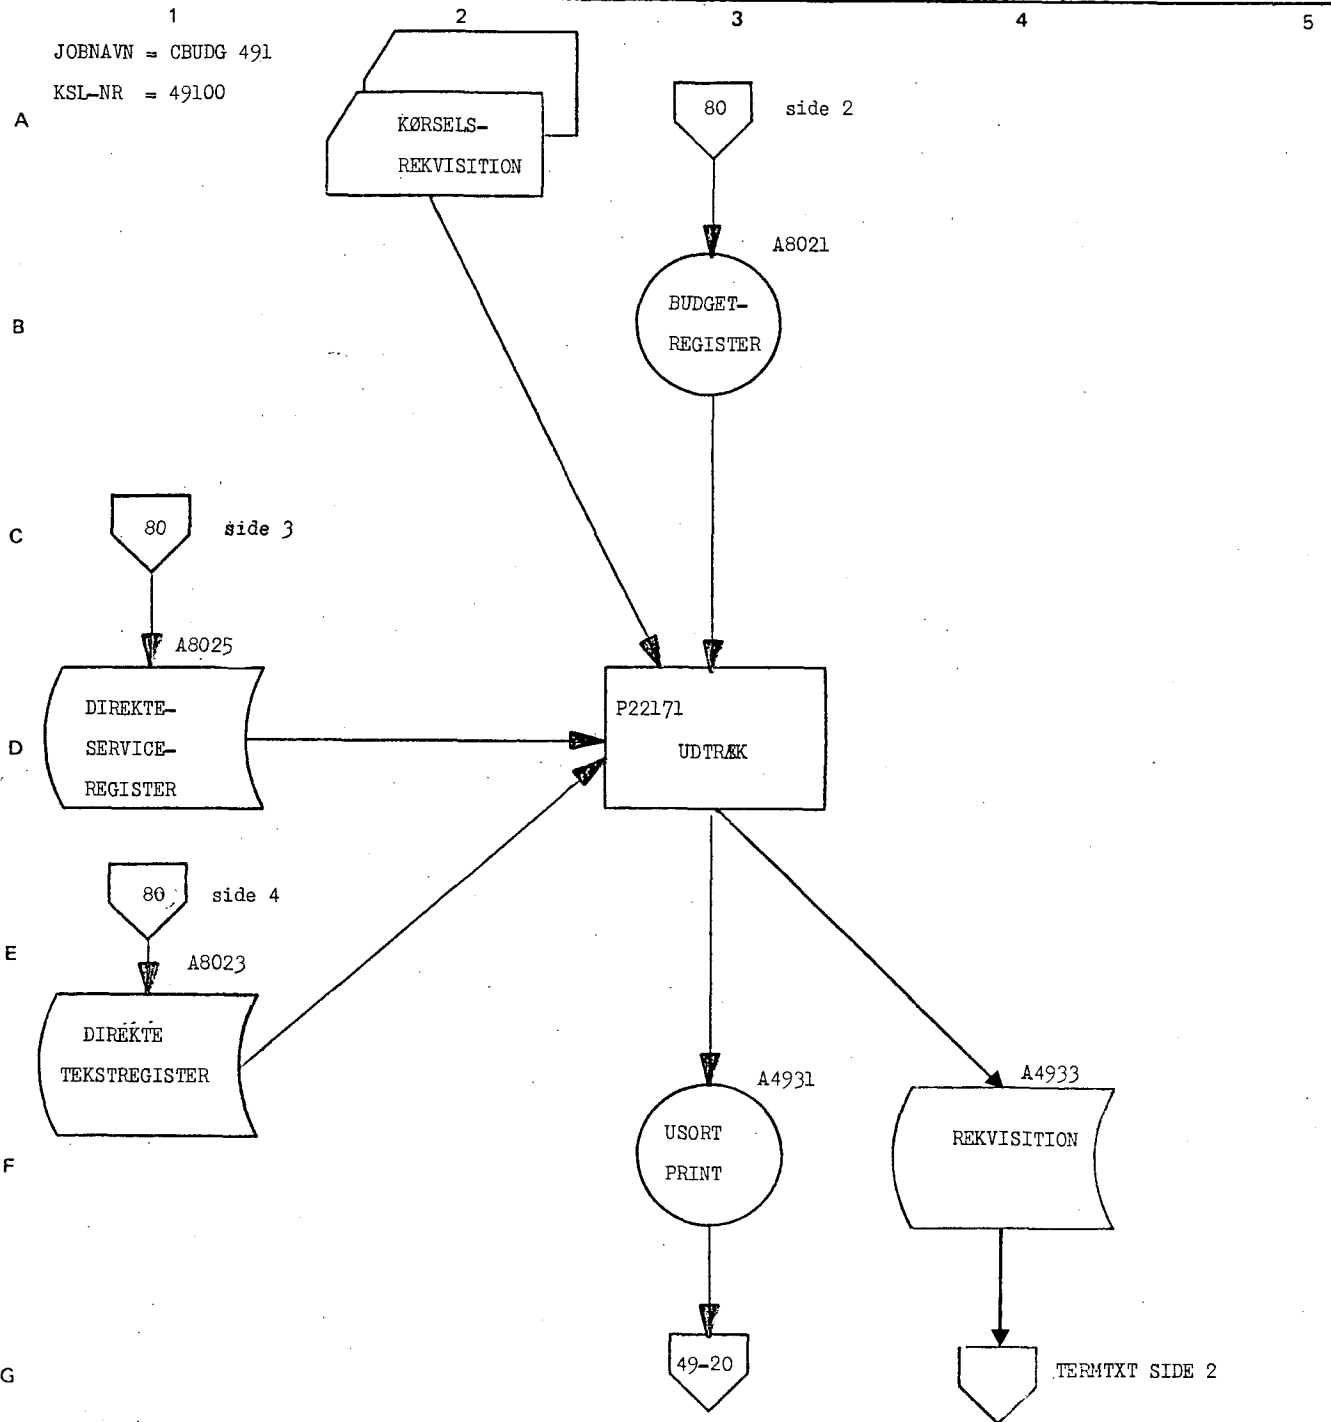 1 2 3 4 5
JOBNAVN = CBUDG 491
KSL-NR = 49100
A
KØRSELS-
REKVISITION
80 side 2
A8021
B
BUDGET-
REGISTER
C
80 side 3
A8025
D
DIREKTE-
SERVICE-
REGISTER
P22171
UDTRÆK
80 side 4
E
A8023
DIREKTE
TEKSTREGISTER
A4931
USORT
PRINT
A4933
REKVISITION
F
G
49-20
TERMTXT SIDE 2